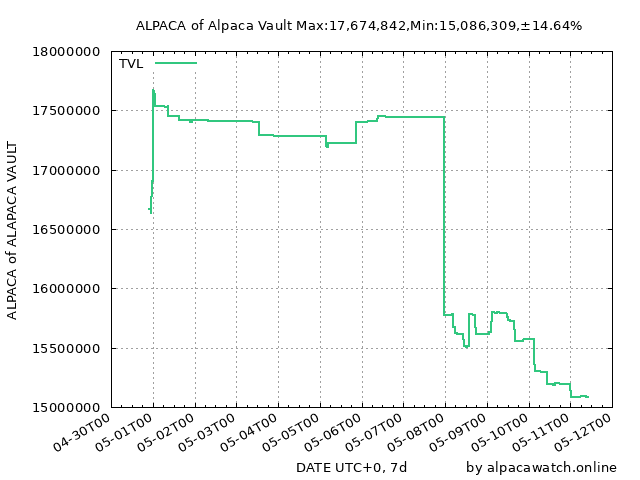 ALPACA of Alpaca Vault Max:17,674,842,Min:15,086,309,±14.64%
18000000
TVL
17500000
17000000
16500000
16000000
15500000
15000000
ALPACA of ALAPACA VAULT
04-30T00
05-01T00
05-02T00
05-03T00
05-04T00
05-05T00
05-06T00
05-07T00
05-08T00
05-09T00
05-10T00
05-11T00
05-12T00
DATE UTC+0, 7d
by alpacawatch.online